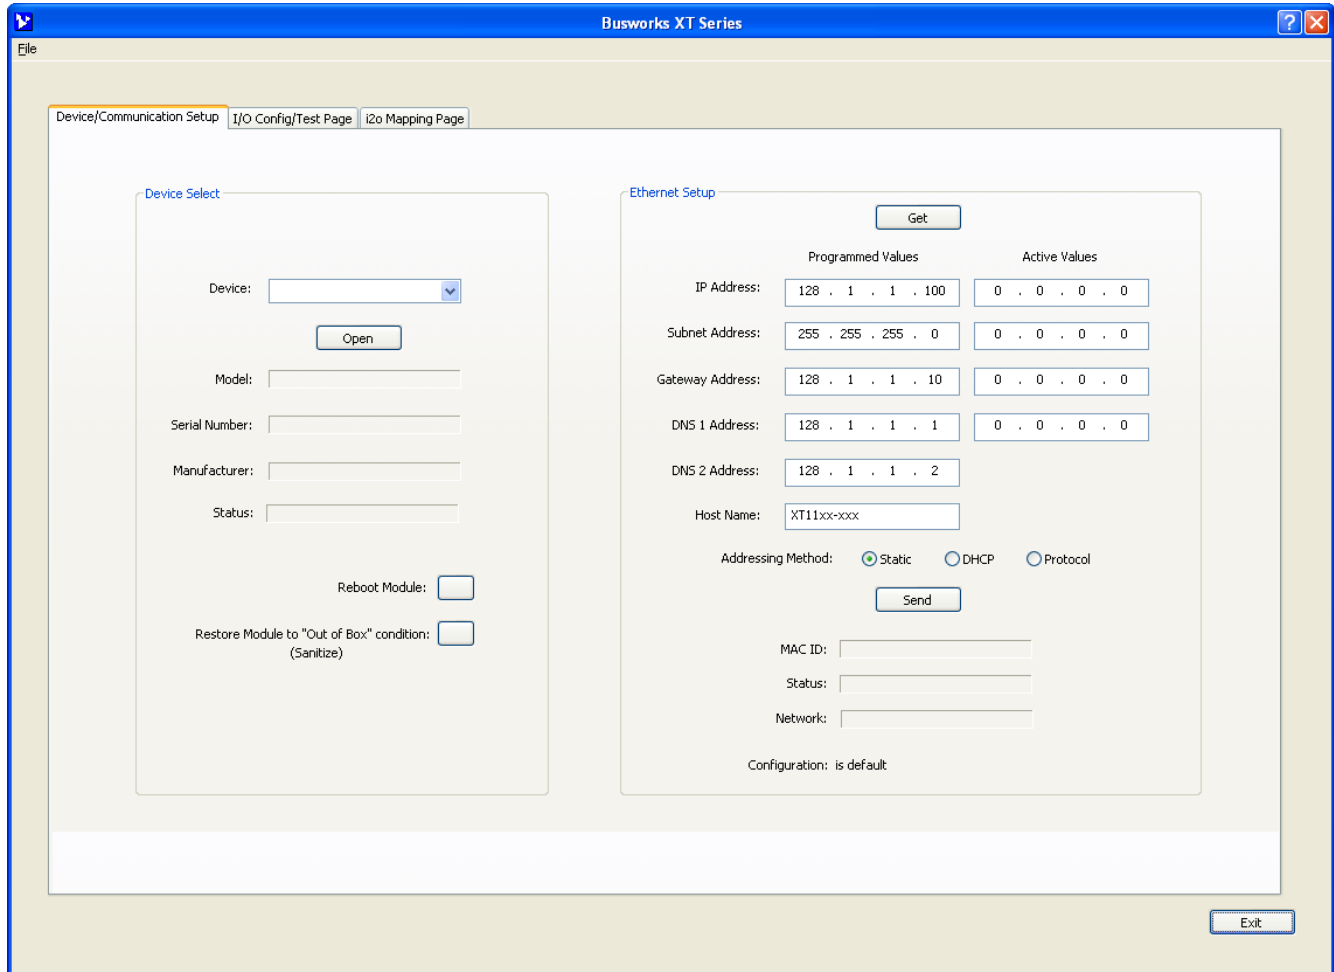 Busworks XT Series
File
Device/Communication Setup I/O Config/Test Page i2o Mapping Page
Device Select
Device:
Open
Model:
Serial Number:
Manufacturer:
Status:
Reboot Module:
Restore Module to "Out of Box" condition:
(Sanitize)
Ethernet Setup
Get
Programmed Values Active Values
IP Address: 128 . 1 . 1 . 100 0 . 0 . 0 . 0
Subnet Address: 255 . 255 . 255 . 0 0 . 0 . 0 . 0
Gateway Address: 128 . 1 . 1 . 10 0 . 0 . 0 . 0
DNS 1 Address: 128 . 1 . 1 . 1 0 . 0 . 0 . 0
DNS 2 Address: 128 . 1 . 1 . 2
Host Name: XT11xx-xxx
Addressing Method: Static DHCP Protocol
Send
MAC ID:
Status:
Network:
Configuration: is default
Exit